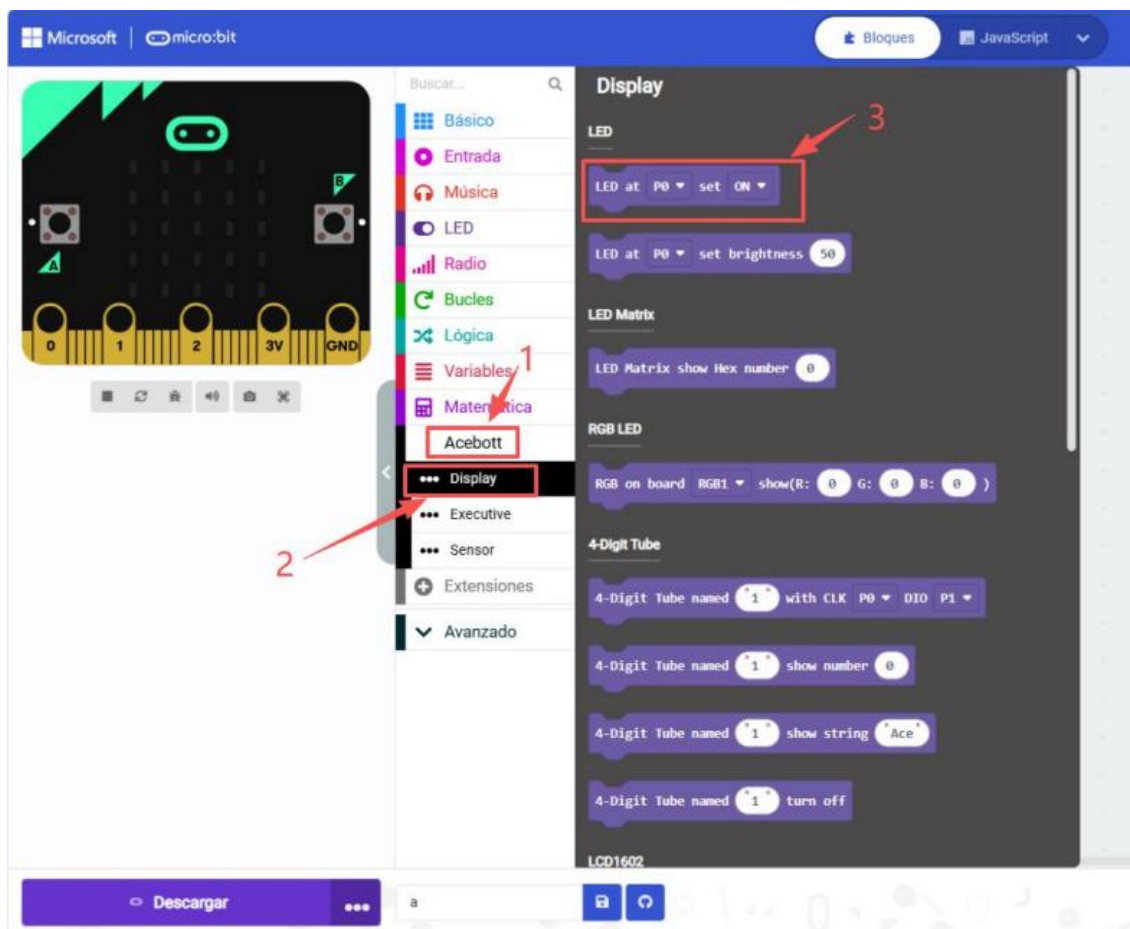 Microsoft | micro:bit
Bloques
JavaScript
B
A
0 1 2 3V GND
Buscar...
Básico
Entrada
Música
LED
Radio
Bucles
Lógica
Variables
1
Matemática
Acebott
Display
Executive
Sensor
2
Extensiones
Avanzado
Display
LED
3
LED at P0 set ON
LED at P0 set brightness 50
LED Matrix
LED Matrix show Hex number 0
RGB LED
RGB on board RGB1 show(R: 0 G: 0 B: 0 )
4-Digit Tube
4-Digit Tube named "1" with CLK P0 DIO P1
4-Digit Tube named "1" show number 0
4-Digit Tube named "1" show string "Ace"
4-Digit Tube named "1" turn off
LCD1602
Descargar
a